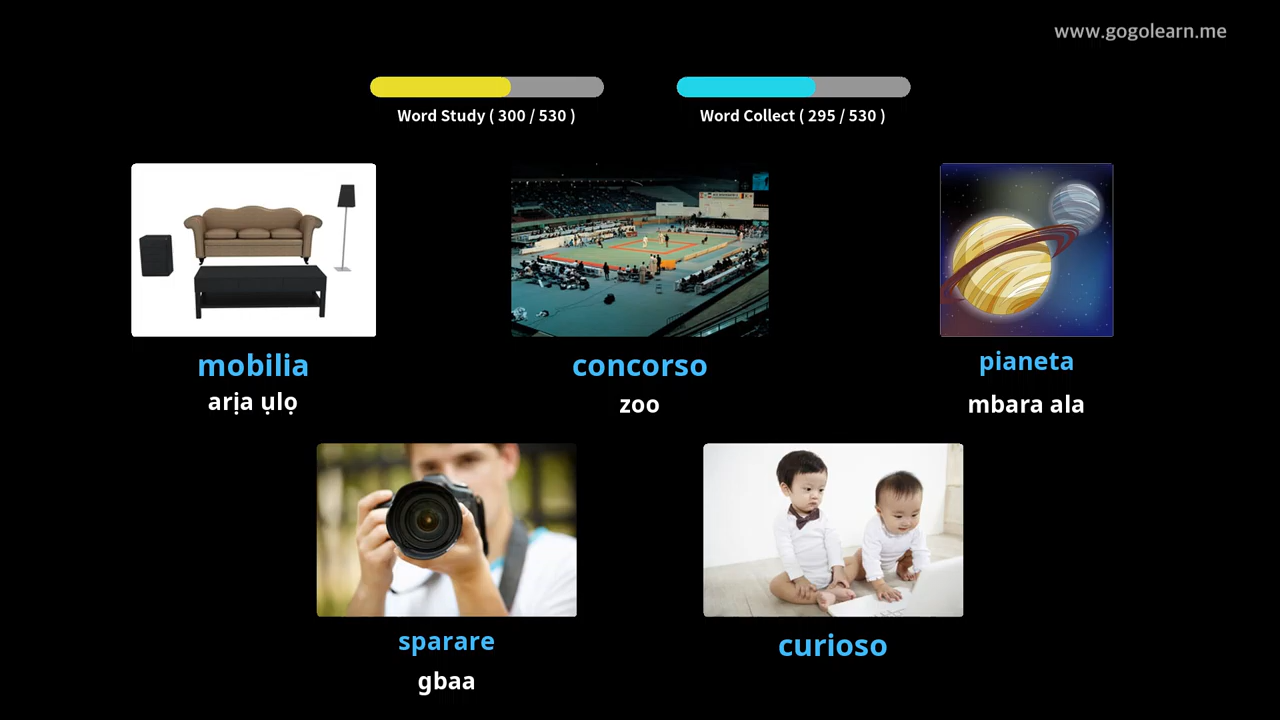 www.gogolearn.me
Word Study ( 300 / 530 )
Word Collect ( 295 / 530 )
mobilia
arịa ụlọ
concorso
zoo
pianeta
mbara ala
sparare
gbaa
curioso